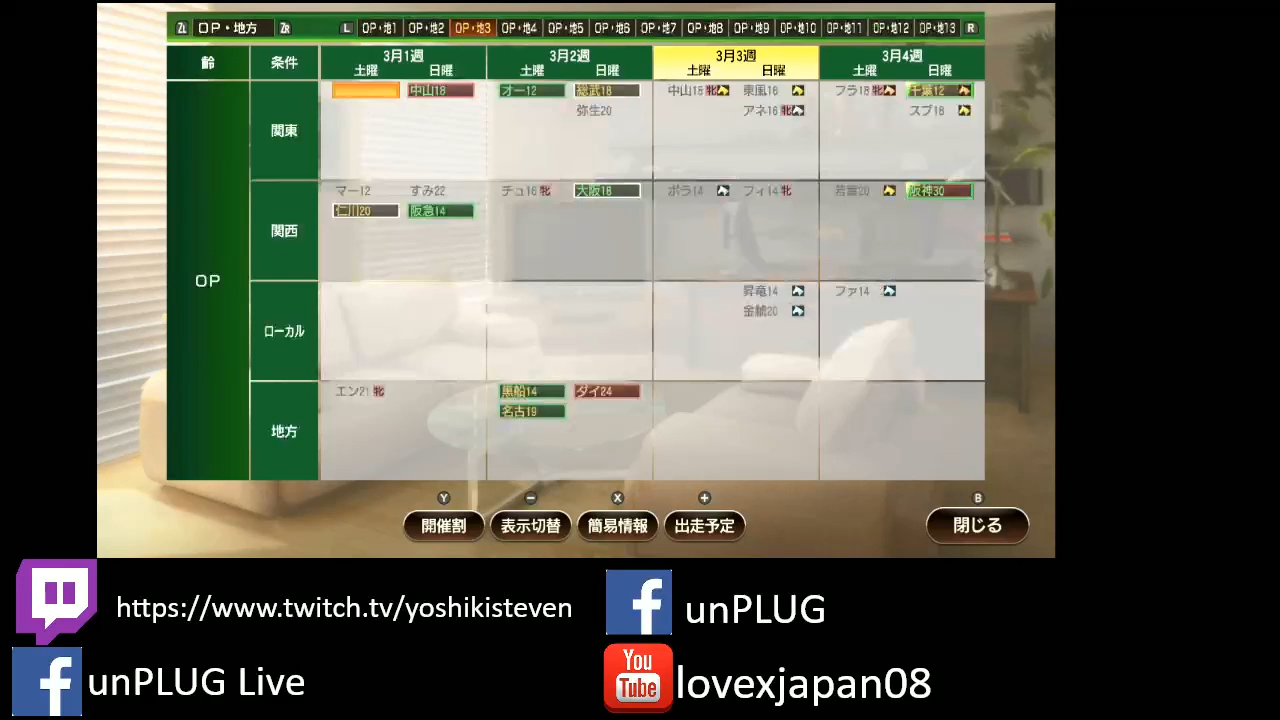 ZL OP・地方 ZR L OP・地1 OP・地2 OP・地3 OP・地4 OP・地5 OP・地6 OP・地7 OP・地8 OP・地9 OP・地10 OP・地11 OP・地12 OP・地13 R
齢 条件 3月1週 3月2週 3月3週 3月4週
土曜 日曜 土曜 日曜 土曜 日曜 土曜 日曜
OP
関東
中山18 オー12 総武18 中山18 牝 東風18 フラ18 牝 千葉12
弥生20 アネ16 牝 スプ18
関西
マー12 すみ22 チュ16 牝 大阪16 ポラ14 フィ14 牝 若葉20 阪神30
仁川20 阪急14
ローカル
昇竜14 ファ14
金鯱20
地方
エン21 牝 黒船14 ダイ24
名古19
Y - X + B
開催割 表示切替 簡易情報 出走予定 閉じる
https://www.twitch.tv/yoshikisteven
unPLUG
unPLUG Live
You Tube lovexjapan08